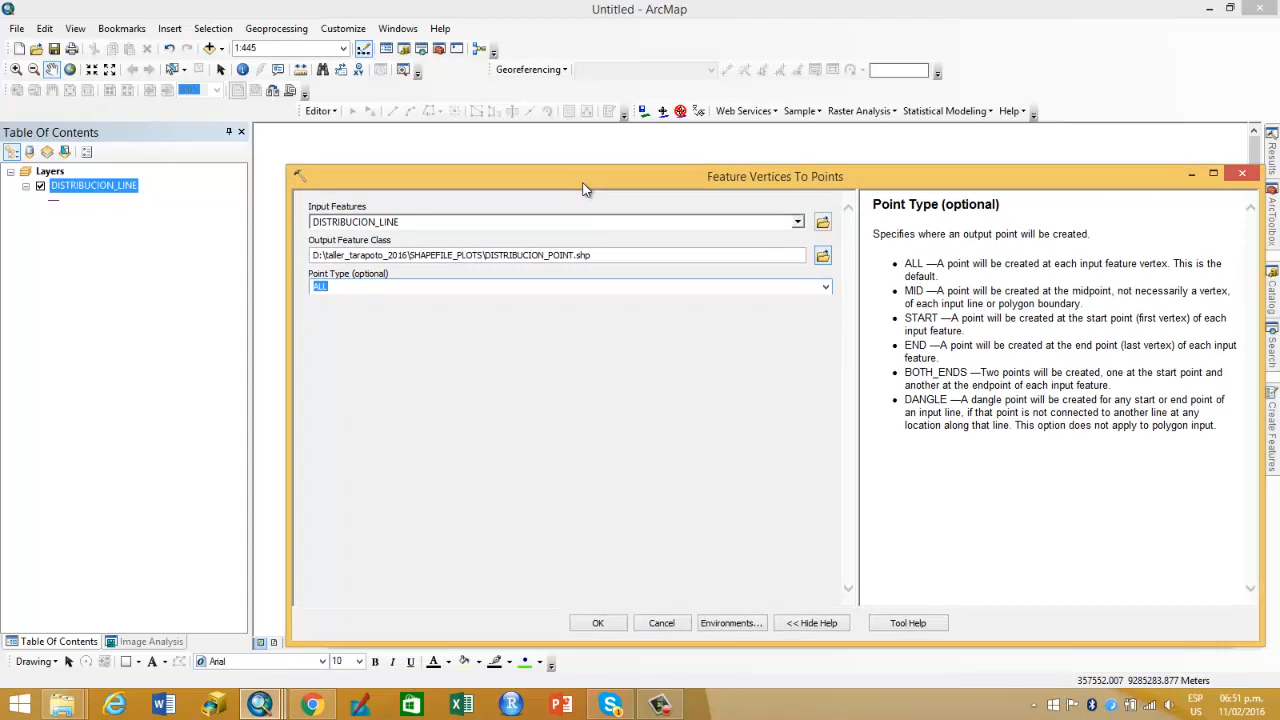 Untitled - ArcMap
File Edit View Bookmarks Insert Selection Geoprocessing Customize Windows Help
1:445
Georeferencing
Editor Web Services Sample Raster Analysis Statistical Modeling Help
Table Of Contents
Layers
DISTRIBUCION_LINE
Feature Vertices To Points
Input Features
DISTRIBUCION_LINE
Output Feature Class
D:\taller_tarapoto_2016\SHAPEFILE_PLOTS\DISTRIBUCION_POINT.shp
Point Type (optional)
ALL
Point Type (optional)
Specifies where an output point will be created.
ALL —A point will be created at each input feature vertex. This is the
default.
MID —A point will be created at the midpoint, not necessarily a vertex,
of each input line or polygon boundary.
START —A point will be created at the start point (first vertex) of each
input feature.
END —A point will be created at the end point (last vertex) of each input
feature.
BOTH_ENDS —Two points will be created, one at the start point and
another at the endpoint of each input feature.
DANGLE —A dangle point will be created for any start or end point of
an input line, if that point is not connected to another line at any
location along that line. This option does not apply to polygon input.
OK Cancel Environments... << Hide Help Tool Help
Results
ArcToolbox
Catalog
Search
Create Features
Table Of Contents Image Analysis
Drawing A Arial 10 B I U A
357552.007 9285283.877 Meters
ESP 06:51 p.m.
US 11/02/2016